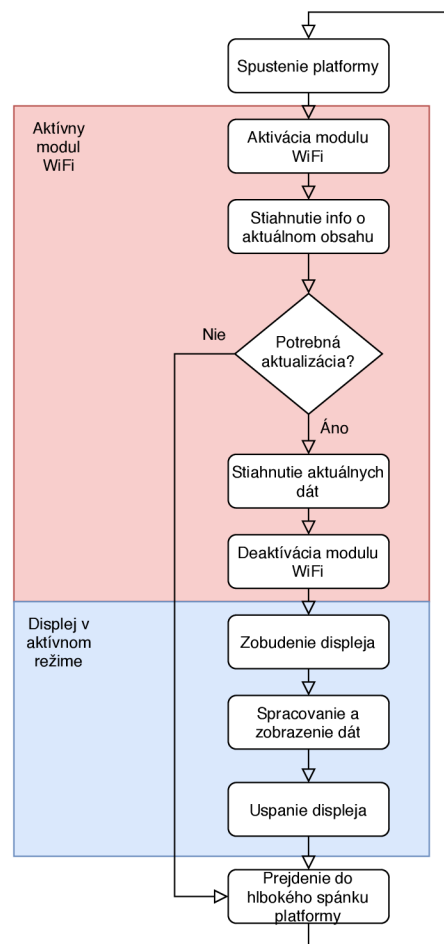 Spustenie platformy
Aktívny
modul
WiFi
Aktivácia modulu
WiFi
Stiahnutie info o
aktuálnom obsahu
Potrebná
aktualizácia?
Nie
Áno
Stiahnutie aktuálnych
dát
Deaktívácia modulu
WiFi
Displej v
aktívnom
režime
Zobudenie displeja
Spracovanie a
zobrazenie dát
Uspanie displeja
Prejdenie do
hlbokého spánku
platformy